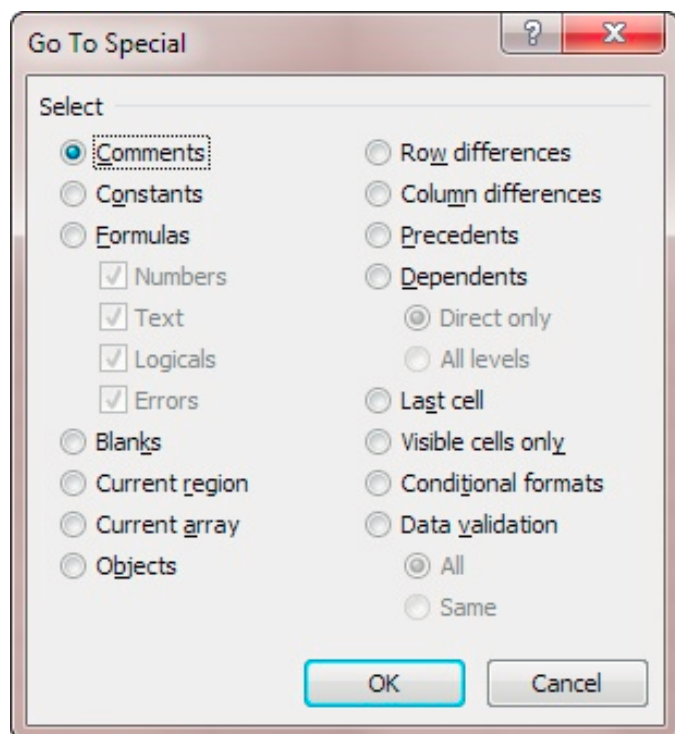 Go To Special
?
X
Select
Comments
Constants
Formulas
Numbers
Text
Logicals
Errors
Blanks
Current region
Current array
Objects
Row differences
Column differences
Precedents
Dependents
Direct only
All levels
Last cell
Visible cells only
Conditional formats
Data validation
All
Same
OK
Cancel